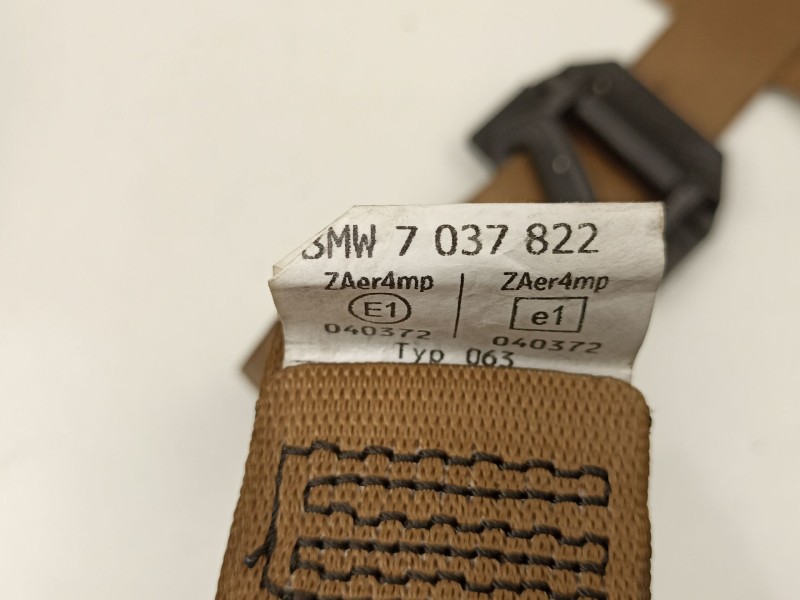 BMW 7 037 822
ZAer4mp ZAer4mp
E1 e1
040372 040372
Typ 063